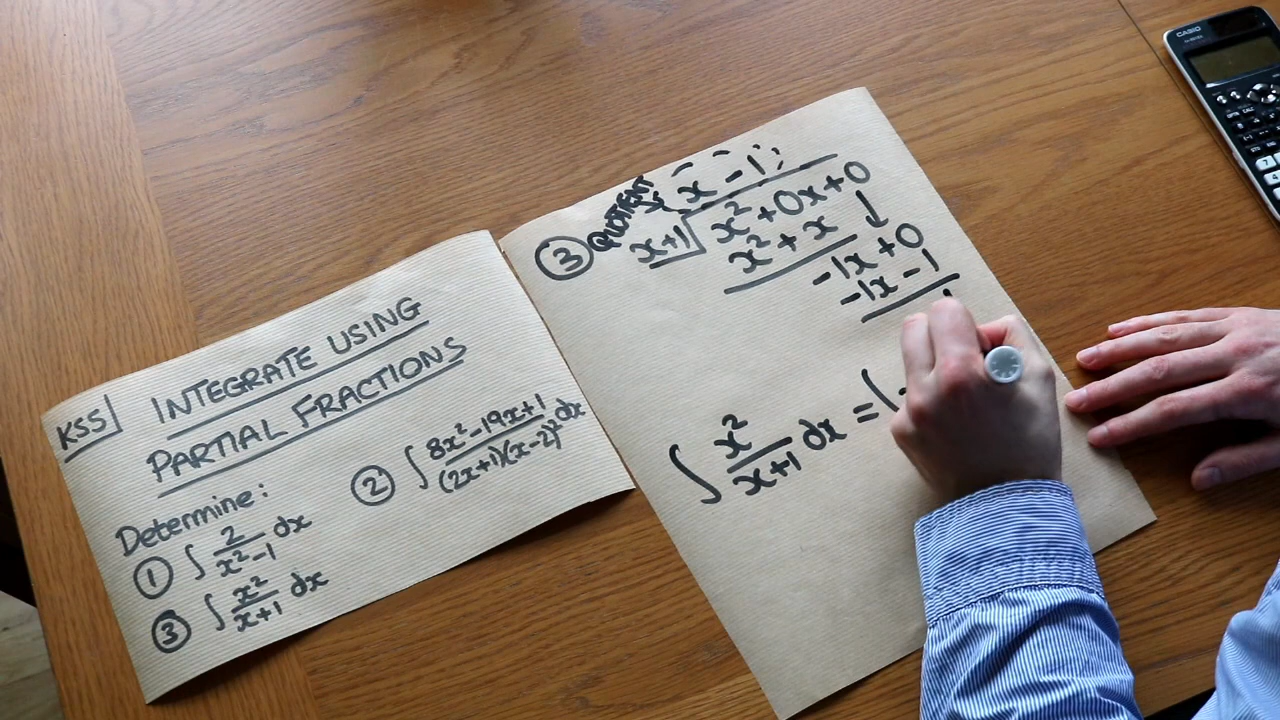 KSS INTEGRATE USING
PARTIAL FRACTIONS
Determine:
① ∫ 2/(x²-1) dx
② ∫ (8x²-19x+1)/((2x+1)(x-2)²) dx
③ ∫ x²/(x+1) dx
③ QUOTIENT x - 1
x+1 x² + 0x + 0
x² + x
-1x + 0
-1x - 1
∫ x²/(x+1) dx = (
CASIO